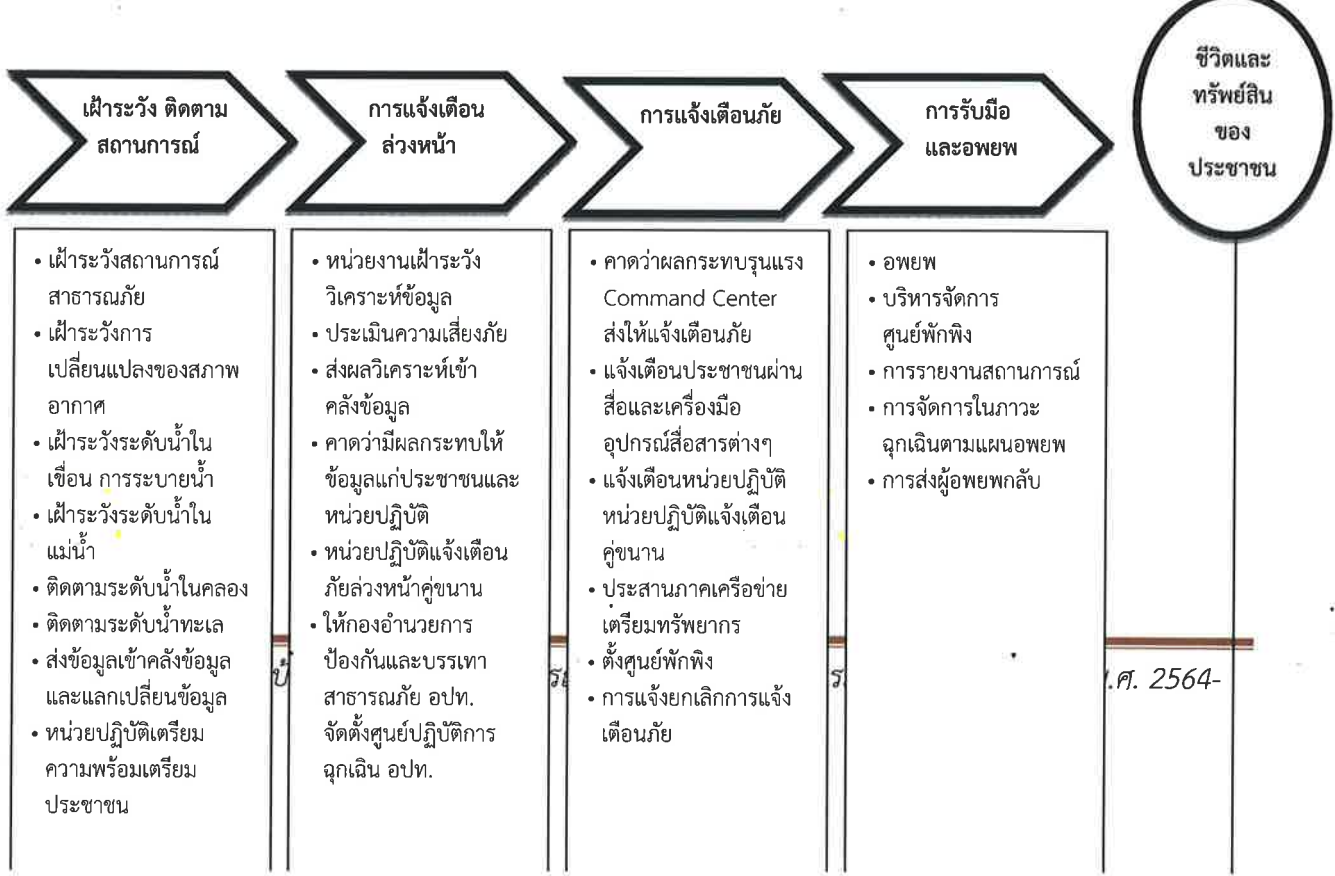 เฝ้าระวัง ติดตาม
สถานการณ์
การแจ้งเตือน
ล่วงหน้า
การแจ้งเตือนภัย
การรับมือ
และอพยพ
ชีวิตและ
ทรัพย์สิน
ของ
ประชาชน
• เฝ้าระวังสถานการณ์
สาธารณภัย
• เฝ้าระวังการ
เปลี่ยนแปลงของสภาพ
อากาศ
• เฝ้าระวังระดับน้ำใน
เขื่อน การระบายน้ำ
• เฝ้าระวังระดับน้ำใน
แม่น้ำ
• ติดตามระดับน้ำในคลอง
• ติดตามระดับน้ำทะเล
• ส่งข้อมูลเข้าคลังข้อมูล
และแลกเปลี่ยนข้อมูล
• หน่วยปฏิบัติเตรียม
ความพร้อมเตรียม
ประชาชน
• หน่วยงานเฝ้าระวัง
วิเคราะห์ข้อมูล
• ประเมินความเสี่ยงภัย
• ส่งผลวิเคราะห์เข้า
คลังข้อมูล
• คาดว่ามีผลกระทบให้
ข้อมูลแก่ประชาชนและ
หน่วยปฏิบัติ
• หน่วยปฏิบัติแจ้งเตือน
ภัยล่วงหน้าคู่ขนาน
• ให้กองอำนวยการ
ป้องกันและบรรเทา
สาธารณภัย อปท.
จัดตั้งศูนย์ปฏิบัติการ
ฉุกเฉิน อปท.
• คาดว่าผลกระทบรุนแรง
Command Center
ส่งให้แจ้งเตือนภัย
• แจ้งเตือนประชาชนผ่าน
สื่อและเครื่องมือ
อุปกรณ์สื่อสารต่างๆ
• แจ้งเตือนหน่วยปฏิบัติ
หน่วยปฏิบัติแจ้งเตือน
คู่ขนาน
• ประสานภาคเครือข่าย
เตรียมทรัพยากร
• ตั้งศูนย์พักพิง
• การแจ้งยกเลิกการแจ้ง
เตือนภัย
• อพยพ
• บริหารจัดการ
ศูนย์พักพิง
• การรายงานสถานการณ์
• การจัดการในภาวะ
ฉุกเฉินตามแผนอพยพ
• การส่งผู้อพยพกลับ
.ศ. 2564-